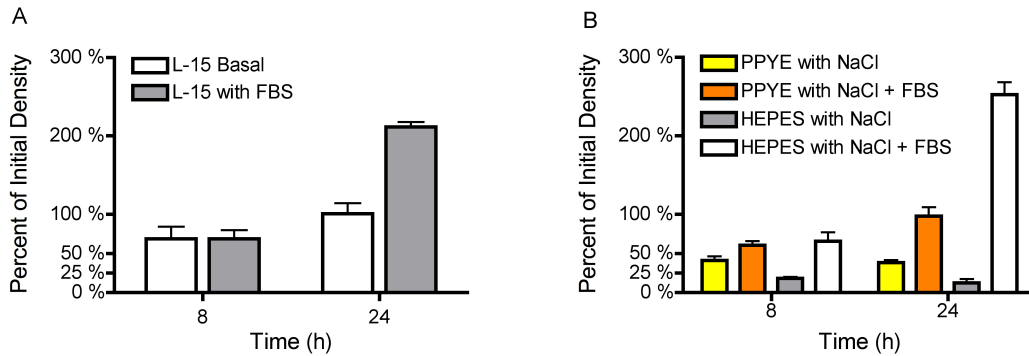 A
Percent of Initial Density
300 %
200 %
100 %
50 %
25 %
0 %
L-15 Basal
L-15 with FBS
8
24
Time (h)
B
Percent of Initial Density
300 %
200 %
100 %
50 %
25 %
0 %
PPYE with NaCl
PPYE with NaCl + FBS
HEPES with NaCl
HEPES with NaCl + FBS
8
24
Time (h)